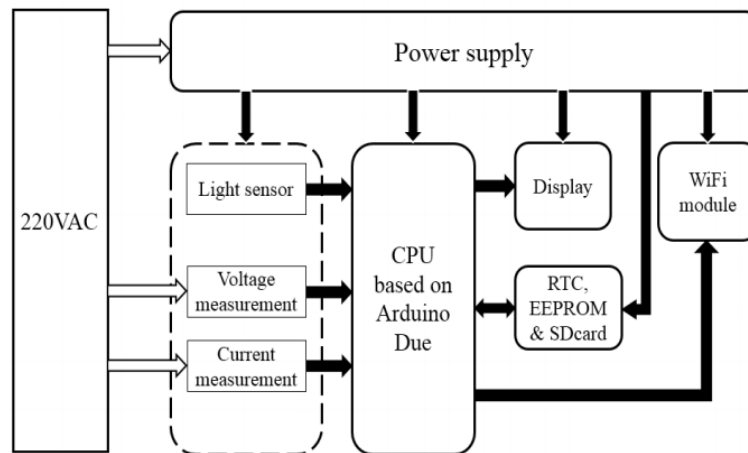 Power supply
220VAC
Light sensor
Voltage
measurement
Current
measurement
CPU
based on
Arduino
Due
Display
RTC,
EEPROM
& SDcard
WiFi
module